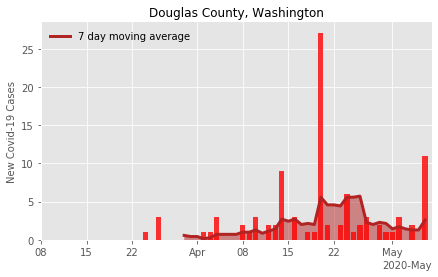 Douglas County, Washington
7 day moving average
New Covid-19 Cases
25
20
15
10
5
0
08 15 22 Apr 08 15 22 May
2020-May